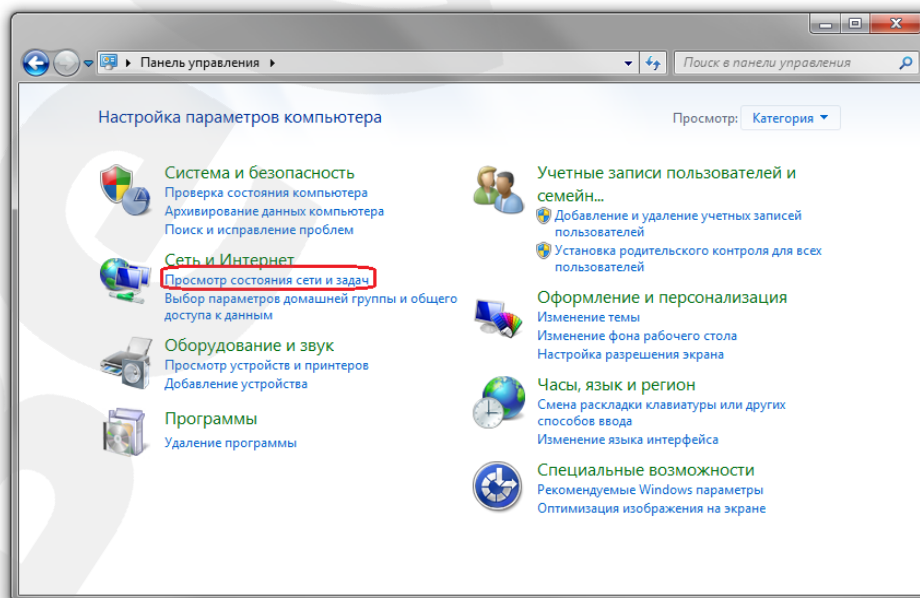 Панель управления
Поиск в панели управления
Настройка параметров компьютера
Просмотр: Категория
Система и безопасность
Проверка состояния компьютера
Архивирование данных компьютера
Поиск и исправление проблем
Сеть и Интернет
Просмотр состояния сети и задач
Выбор параметров домашней группы и общего
доступа к данным
Оборудование и звук
Просмотр устройств и принтеров
Добавление устройства
Программы
Удаление программы
Учетные записи пользователей и
семейн...
Добавление и удаление учетных записей
пользователей
Установка родительского контроля для всех
пользователей
Оформление и персонализация
Изменение темы
Изменение фона рабочего стола
Настройка разрешения экрана
Часы, язык и регион
Смена раскладки клавиатуры или других
способов ввода
Изменение языка интерфейса
Специальные возможности
Рекомендуемые Windows параметры
Оптимизация изображения на экране